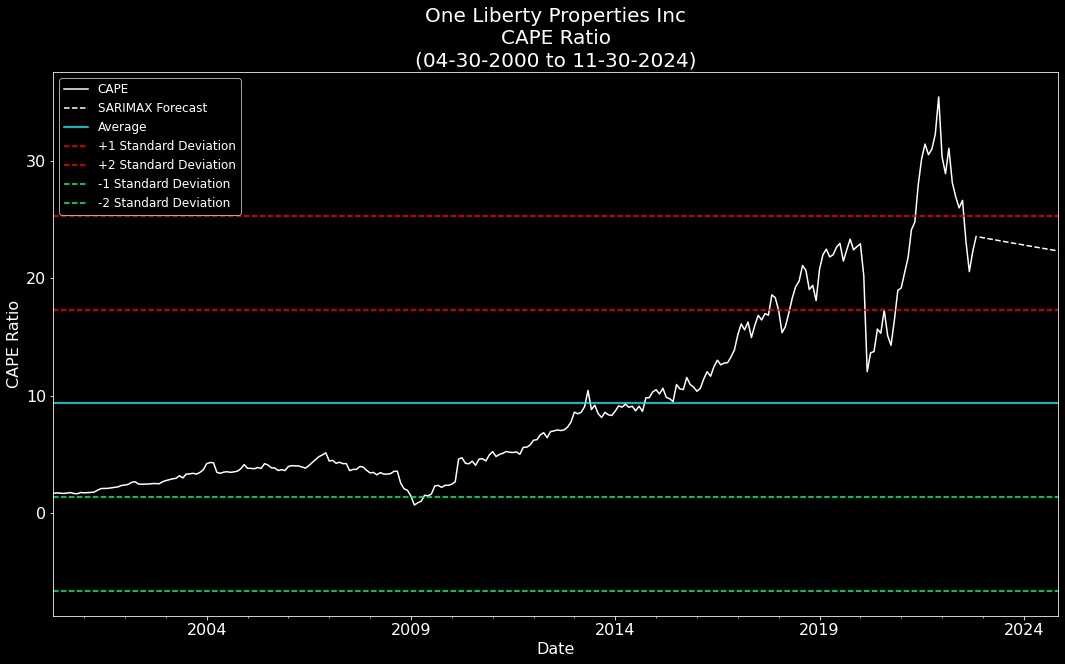 One Liberty Properties Inc
CAPE Ratio
(04-30-2000 to 11-30-2024)
CAPE
SARIMAX Forecast
Average
+1 Standard Deviation
+2 Standard Deviation
-1 Standard Deviation
-2 Standard Deviation
CAPE Ratio
30
20
10
0
2004
2009
2014
2019
2024
Date